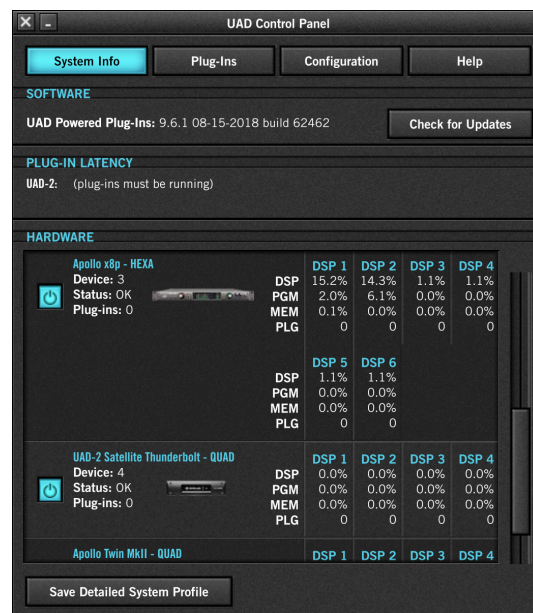 UAD Control Panel
System Info Plug-Ins Configuration Help
SOFTWARE
UAD Powered Plug-Ins: 9.6.1 08-15-2018 build 62462 Check for Updates
PLUG-IN LATENCY
UAD-2: (plug-ins must be running)
HARDWARE
Apollo x8p - HEXA DSP 1 DSP 2 DSP 3 DSP 4
Device: 3 DSP 15.2% 14.3% 1.1% 1.1%
Status: OK PGM 2.0% 6.1% 0.0% 0.0%
Plug-ins: 0 MEM 0.1% 0.0% 0.0% 0.0%
PLG 0 0 0 0
DSP 5 DSP 6
DSP 1.1% 1.1%
PGM 0.0% 0.0%
MEM 0.0% 0.0%
PLG 0 0
UAD-2 Satellite Thunderbolt - QUAD DSP 1 DSP 2 DSP 3 DSP 4
Device: 4 DSP 0.0% 0.0% 0.0% 0.0%
Status: OK PGM 0.0% 0.0% 0.0% 0.0%
Plug-ins: 0 MEM 0.0% 0.0% 0.0% 0.0%
PLG 0 0 0 0
Apollo Twin MkII - QUAD DSP 1 DSP 2 DSP 3 DSP 4
Save Detailed System Profile